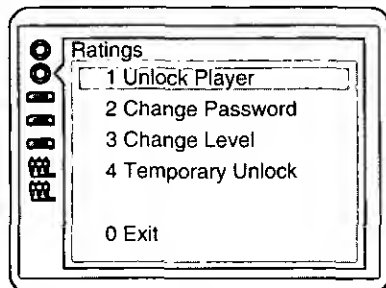 Ratings
1 Unlock Player
2 Change Password
3 Change Level
4 Temporary Unlock
0 Exit